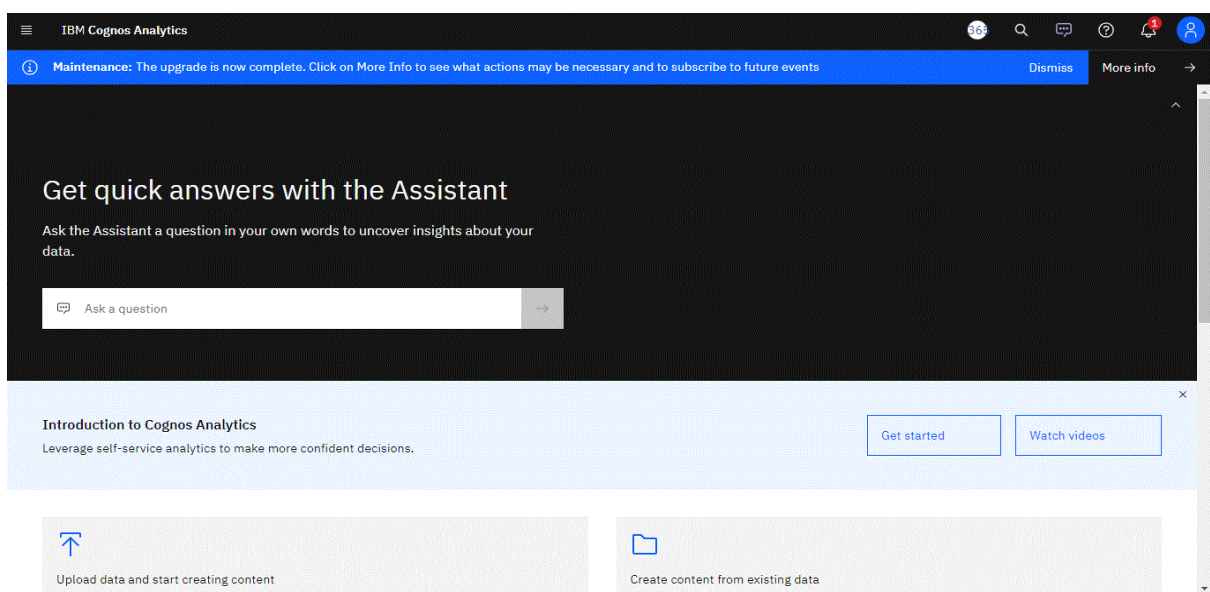 IBM Cognos Analytics
365
1
Maintenance: The upgrade is now complete. Click on More Info to see what actions may be necessary and to subscribe to future events
Dismiss
More info
Get quick answers with the Assistant
Ask the Assistant a question in your own words to uncover insights about your
data.
Ask a question
Introduction to Cognos Analytics
Leverage self-service analytics to make more confident decisions.
Get started
Watch videos
Upload data and start creating content
Create content from existing data